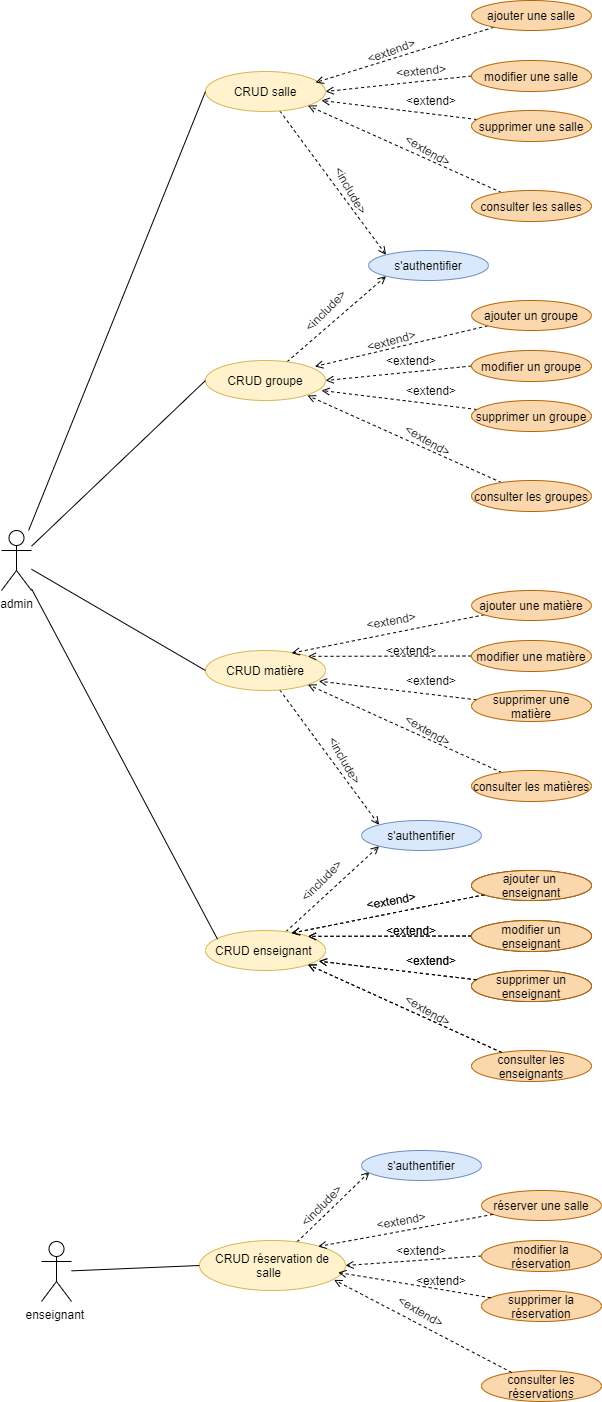 ajouter une salle
<extend>
CRUD salle
<extend>
modifier une salle
<extend>
supprimer une salle
<extend>
<include>
consulter les salles
s'authentifier
<include>
ajouter un groupe
<extend>
CRUD groupe
<extend>
modifier un groupe
<extend>
supprimer un groupe
<extend>
consulter les groupes
admin
ajouter une matière
<extend>
CRUD matière
<extend>
modifier une matière
<extend>
supprimer une
matière
<extend>
<include>
consulter les matières
s'authentifier
<include>
ajouter un
enseignant
<extend>
CRUD enseignant
<extend>
modifier un
enseignant
<extend>
supprimer un
enseignant
<extend>
consulter les
enseignants
s'authentifier
<include>
réserver une salle
<extend>
CRUD réservation de
salle
<extend>
modifier la
réservation
<extend>
supprimer la
réservation
<extend>
enseignant
consulter les
réservations